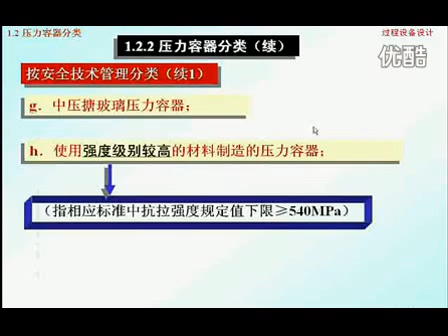 1.2 压力容器分类
过程设备设计
1.2.2 压力容器分类（续）
优酷
按安全技术管理分类（续1）
g．中压搪玻璃压力容器；
h．使用强度级别较高的材料制造的压力容器；
（指相应标准中抗拉强度规定值下限≥540MPa）